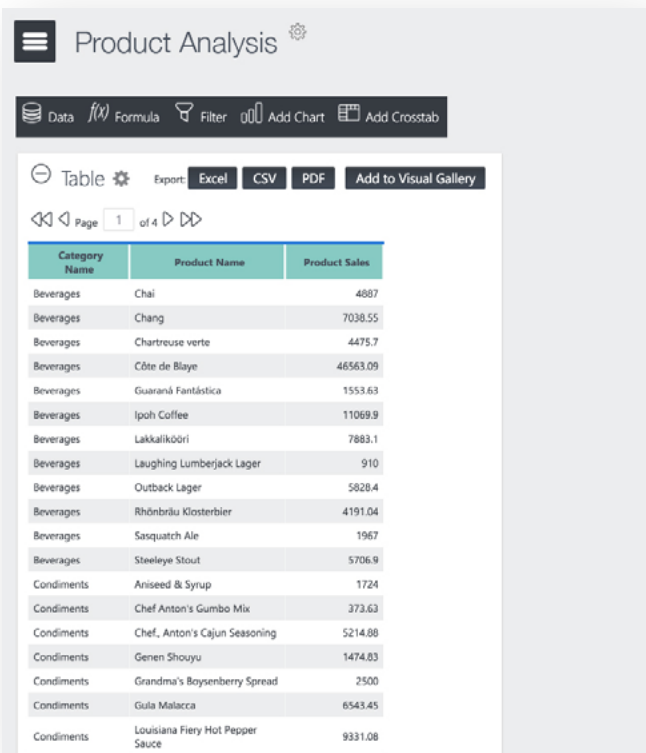 Product Analysis
Data f(x) Formula Filter Add Chart Add Crosstab
Table Export: Excel CSV PDF Add to Visual Gallery
Page 1 of 4
Category Name Product Name Product Sales
Beverages Chai 4887
Beverages Chang 7038.55
Beverages Chartreuse verte 4475.7
Beverages Côte de Blaye 46563.09
Beverages Guaraná Fantástica 1553.63
Beverages Ipoh Coffee 11069.9
Beverages Lakkalikööri 7883.1
Beverages Laughing Lumberjack Lager 910
Beverages Outback Lager 5828.4
Beverages Rhönbräu Klosterbier 4191.04
Beverages Sasquatch Ale 1967
Beverages Steeleye Stout 5706.9
Condiments Aniseed & Syrup 1724
Condiments Chef Anton's Gumbo Mix 373.63
Condiments Chef., Anton's Cajun Seasoning 5214.88
Condiments Genen Shouyu 1474.83
Condiments Grandma's Boysenberry Spread 2500
Condiments Gula Malacca 6543.45
Condiments Louisiana Fiery Hot Pepper Sauce 9331.08